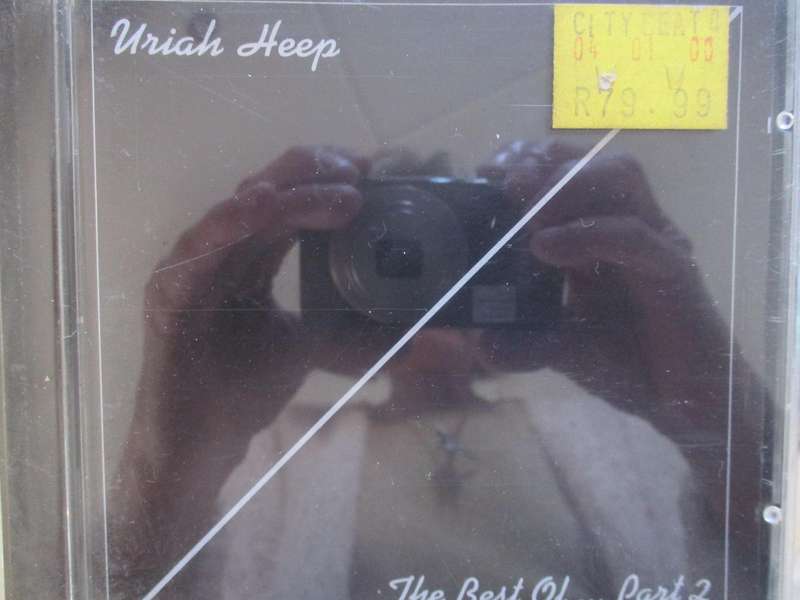 Uriah Heep
CITY BEAT
04 01 00
R79.99
The Best Of ... Part 2